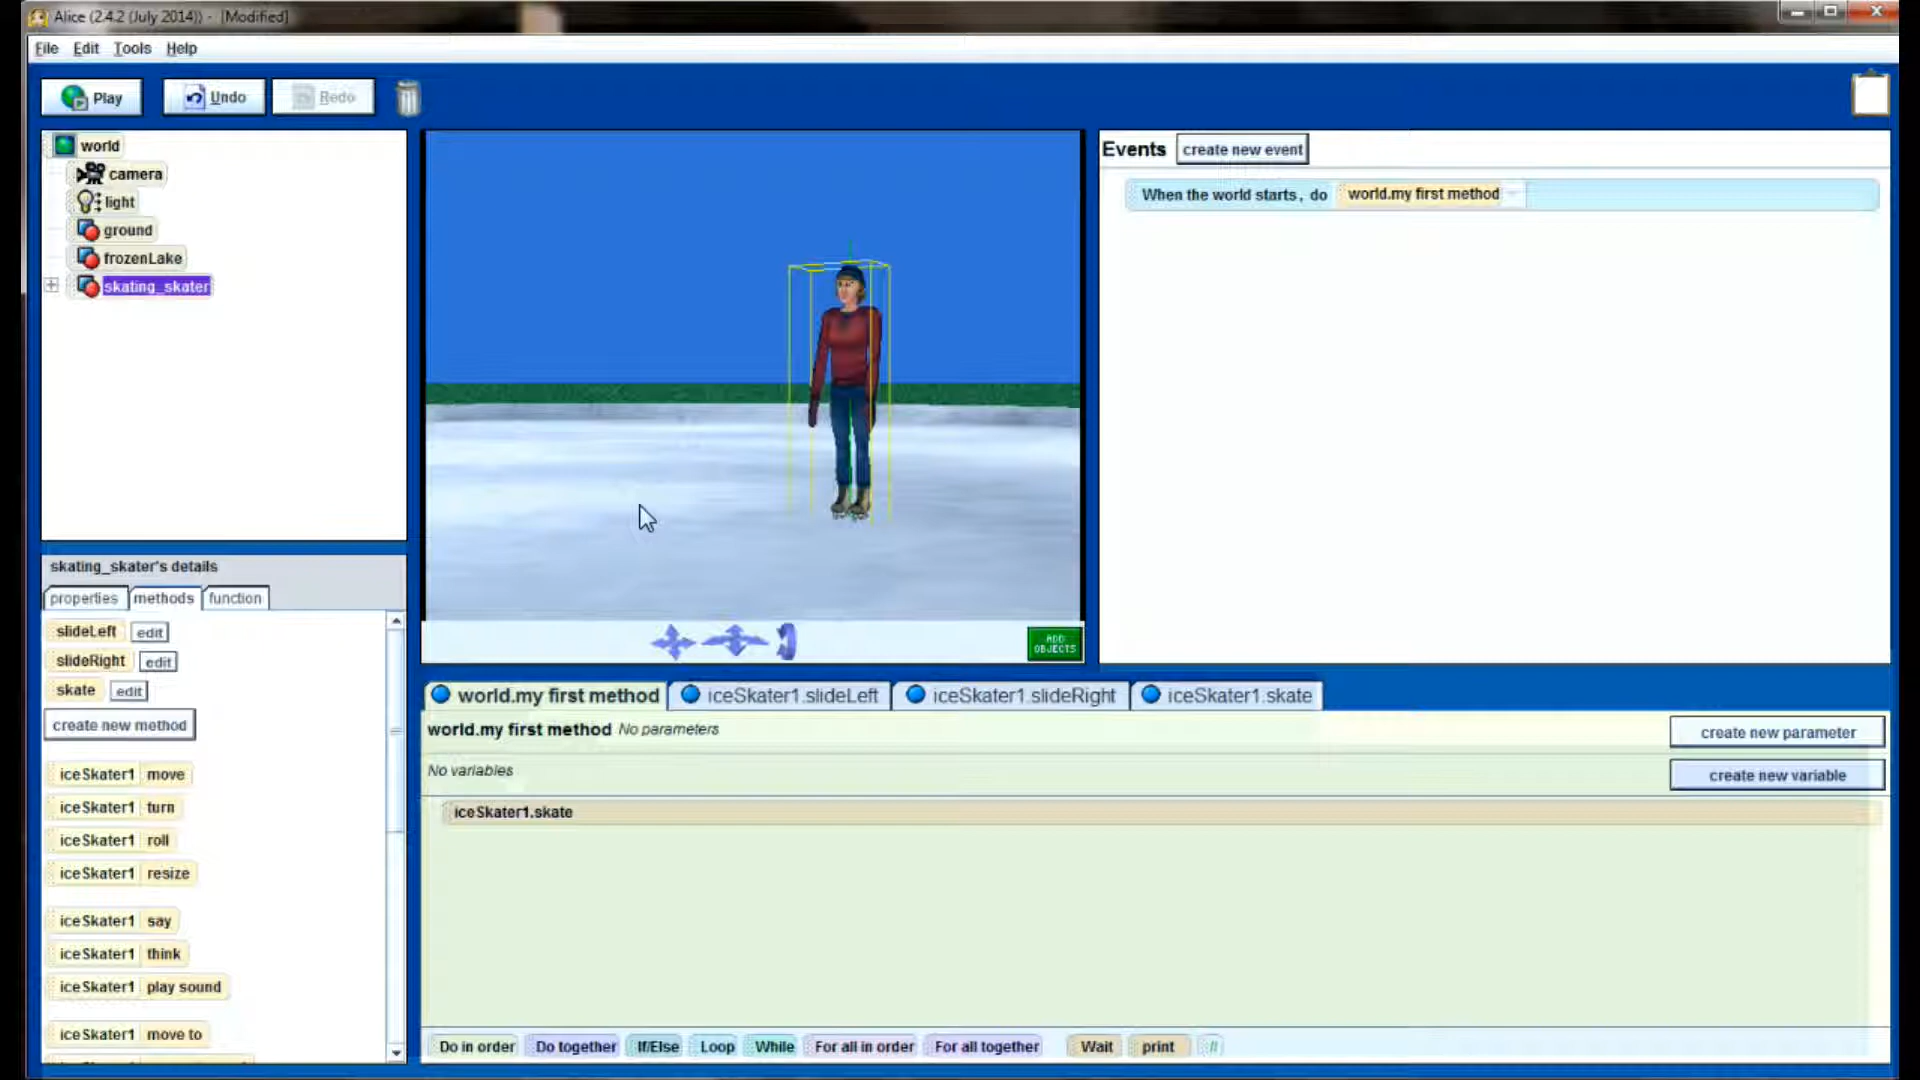 Alice (2.4.2 (July 2014)) - [Modified]
File Edit Tools Help
Play Undo Redo
world
camera
light
ground
frozenLake
skating_skater
Events create new event
When the world starts, do world.my first method
skating_skater's details
properties methods function
slideLeft edit
slideRight edit
skate edit
create new method
iceSkater1 move
iceSkater1 turn
iceSkater1 roll
iceSkater1 resize
iceSkater1 say
iceSkater1 think
iceSkater1 play sound
iceSkater1 move to
ADD
OBJECTS
world.my first method iceSkater1.slideLeft iceSkater1.slideRight iceSkater1.skate
world.my first method No parameters
create new parameter
No variables
create new variable
iceSkater1.skate
Do in order Do together If/Else Loop While For all in order For all together Wait print //